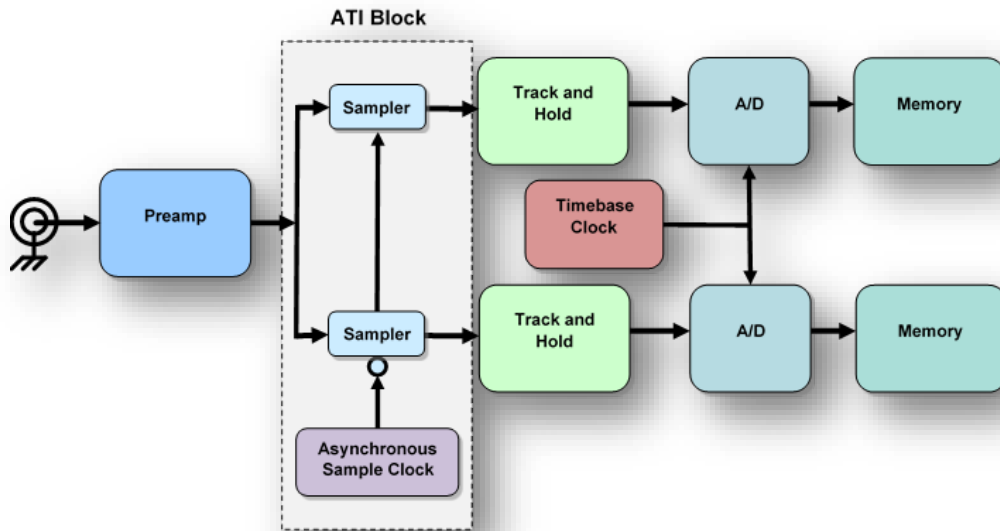 ATI Block
Sampler
Track and
Hold
A/D
Memory
Preamp
Timebase
Clock
Sampler
Track and
Hold
A/D
Memory
Asynchronous
Sample Clock